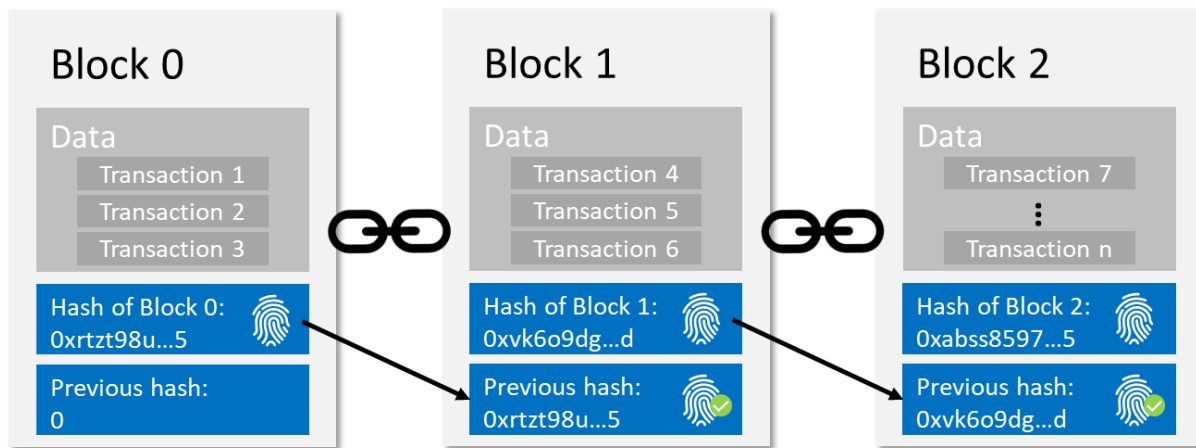 Block 0
Data
Transaction 1
Transaction 2
Transaction 3
Hash of Block 0:
0xrtzt98u...5
Previous hash:
0
Block 1
Data
Transaction 4
Transaction 5
Transaction 6
Hash of Block 1:
0xvk6o9dg...d
Previous hash:
0xrtzt98u...5
Block 2
Data
Transaction 7
⋮
Transaction n
Hash of Block 2:
0xabss8597...5
Previous hash:
0xvk6o9dg...d